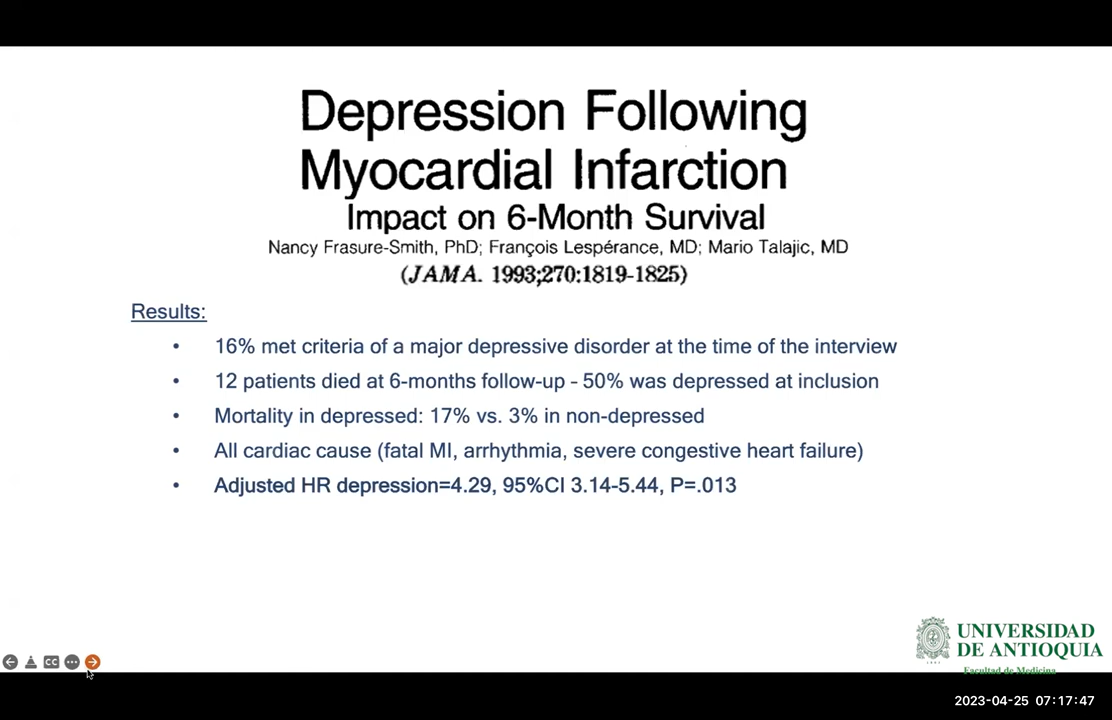 Depression Following
Myocardial Infarction
Impact on 6-Month Survival
Nancy Frasure-Smith, PhD; François Lespérance, MD; Mario Talajic, MD
(JAMA. 1993;270:1819-1825)
Results:
• 16% met criteria of a major depressive disorder at the time of the interview
• 12 patients died at 6-months follow-up - 50% was depressed at inclusion
• Mortality in depressed: 17% vs. 3% in non-depressed
• All cardiac cause (fatal MI, arrhythmia, severe congestive heart failure)
• Adjusted HR depression=4.29, 95%CI 3.14-5.44, P=.013
UNIVERSIDAD
DE ANTIOQUIA
Facultad de Medicina
CC
2023-04-25 07:17:47